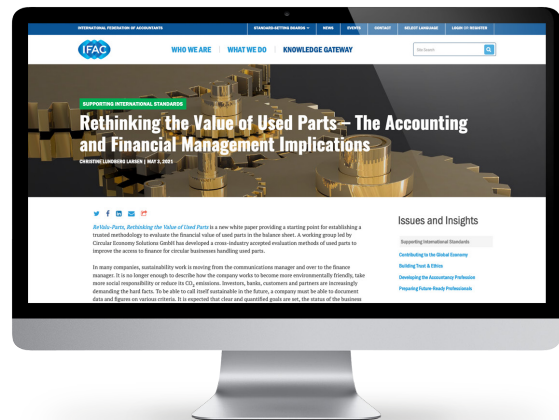 INTERNATIONAL FEDERATION OF ACCOUNTANTS
STANDARD-SETTING BOARDS
NEWS
EVENTS
CONTACT
SELECT LANGUAGE
LOGIN OR REGISTER
IFAC
WHO WE ARE
WHAT WE DO
KNOWLEDGE GATEWAY
Site Search
SUPPORTING INTERNATIONAL STANDARDS
Rethinking the Value of Used Parts – The Accounting
and Financial Management Implications
CHRISTINE LUNDBERG LARSEN | MAY 3, 2021
ReValu-Parts, Rethinking the Value of Used Parts is a new white paper providing a starting point for establishing a
trusted methodology to evaluate the financial value of used parts in the balance sheet. A working group led by
Circular Economy Solutions GmbH has developed a cross-industry accepted evaluation methods of used parts to
improve the access to finance for circular businesses handling used parts.
In many companies, sustainability work is moving from the communications manager and over to the finance
manager. It is no longer enough to describe how the company works to become more environmentally friendly, take
more social responsibility or reduce its CO2 emissions. Investors, banks, customers and partners are increasingly
demanding the hard facts. To be able to call itself sustainable in the future, a company must be able to document
data and figures on various criteria. It is expected that clear and quantified goals are set, the status of the business
Issues and Insights
Supporting International Standards
Contributing to the Global Economy
Building Trust & Ethics
Developing the Accountancy Profession
Preparing Future-Ready Professionals